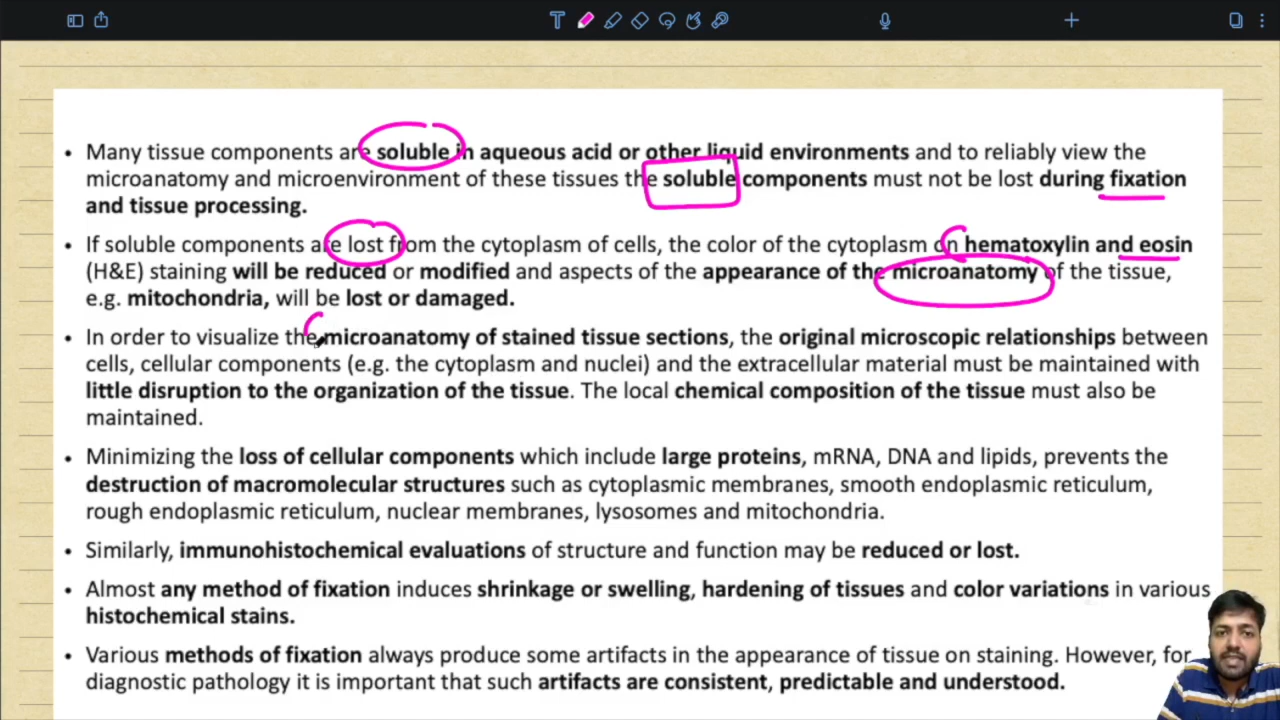 • Many tissue components are soluble in aqueous acid or other liquid environments and to reliably view the
microanatomy and microenvironment of these tissues the soluble components must not be lost during fixation
and tissue processing.
• If soluble components are lost from the cytoplasm of cells, the color of the cytoplasm on hematoxylin and eosin
(H&E) staining will be reduced or modified and aspects of the appearance of the microanatomy of the tissue,
e.g. mitochondria, will be lost or damaged.
• In order to visualize the microanatomy of stained tissue sections, the original microscopic relationships between
cells, cellular components (e.g. the cytoplasm and nuclei) and the extracellular material must be maintained with
little disruption to the organization of the tissue. The local chemical composition of the tissue must also be
maintained.
• Minimizing the loss of cellular components which include large proteins, mRNA, DNA and lipids, prevents the
destruction of macromolecular structures such as cytoplasmic membranes, smooth endoplasmic reticulum,
rough endoplasmic reticulum, nuclear membranes, lysosomes and mitochondria.
• Similarly, immunohistochemical evaluations of structure and function may be reduced or lost.
• Almost any method of fixation induces shrinkage or swelling, hardening of tissues and color variations in various
histochemical stains.
• Various methods of fixation always produce some artifacts in the appearance of tissue on staining. However, for
diagnostic pathology it is important that such artifacts are consistent, predictable and understood.